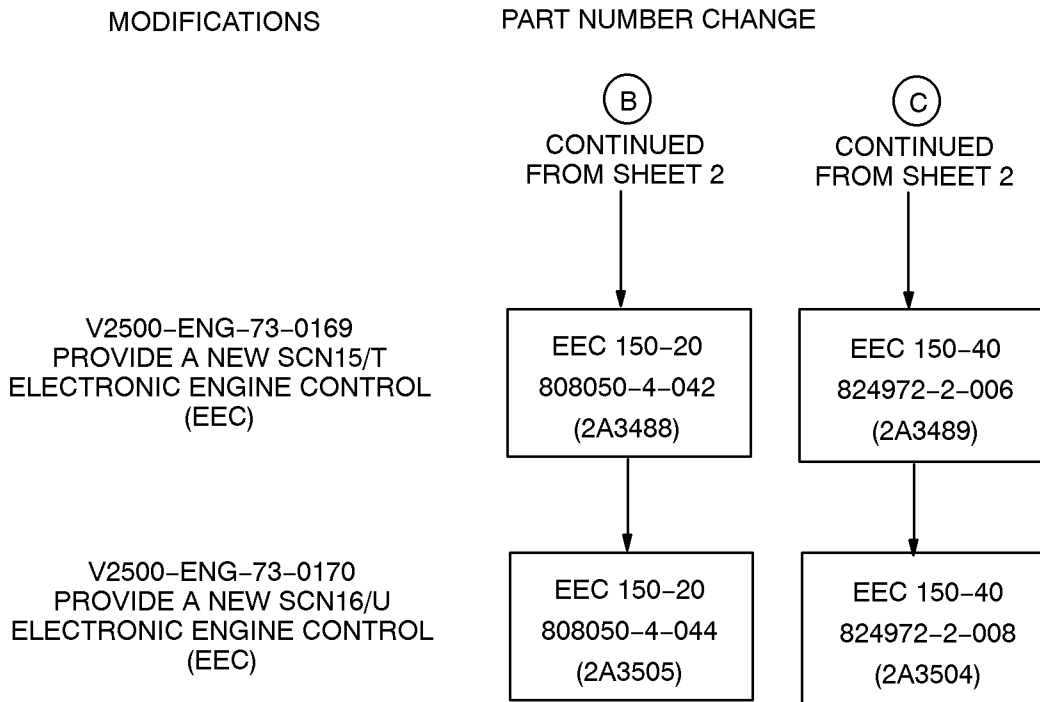 MODIFICATIONS
PART NUMBER CHANGE
B
CONTINUED
FROM SHEET 2
C
CONTINUED
FROM SHEET 2
V2500-ENG-73-0169
PROVIDE A NEW SCN15/T
ELECTRONIC ENGINE CONTROL
(EEC)
EEC 150-20
808050-4-042
(2A3488)
EEC 150-40
824972-2-006
(2A3489)
V2500-ENG-73-0170
PROVIDE A NEW SCN16/U
ELECTRONIC ENGINE CONTROL
(EEC)
EEC 150-20
808050-4-044
(2A3505)
EEC 150-40
824972-2-008
(2A3504)